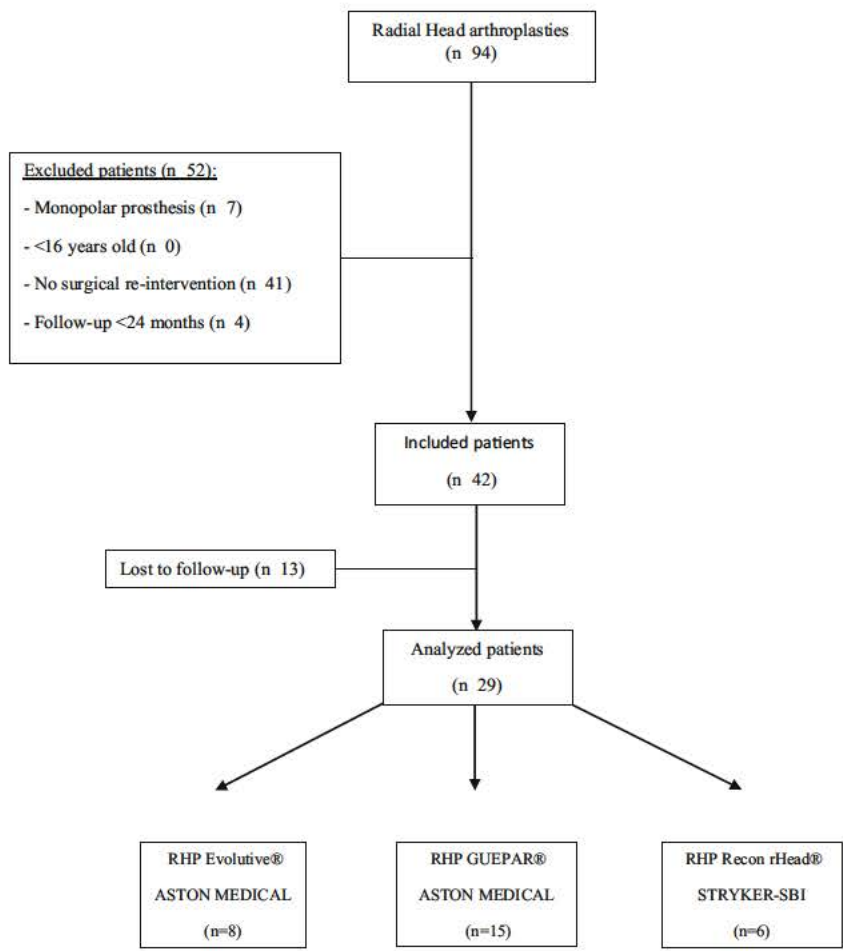 Radial Head arthroplasties
(n 94)
Excluded patients (n 52):
- Monopolar prosthesis (n 7)
- <16 years old (n 0)
- No surgical re-intervention (n 41)
- Follow-up <24 months (n 4)
Included patients
(n 42)
Lost to follow-up (n 13)
Analyzed patients
(n 29)
RHP Evolutive®
ASTON MEDICAL
(n=8)
RHP GUEPAR®
ASTON MEDICAL
(n=15)
RHP Recon rHead®
STRYKER-SBI
(n=6)